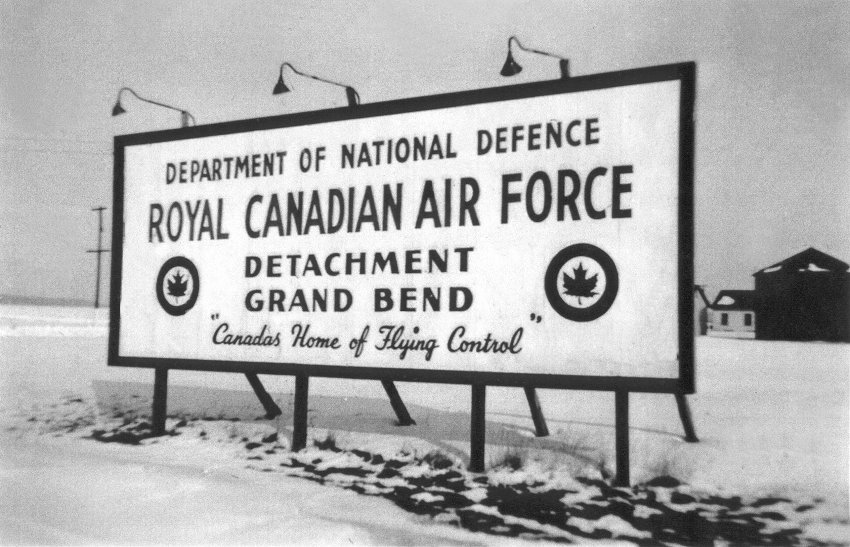 DEPARTMENT OF NATIONAL DEFENCE
ROYAL CANADIAN AIR FORCE
DETACHMENT
GRAND BEND
"Canadas Home of Flying Control"